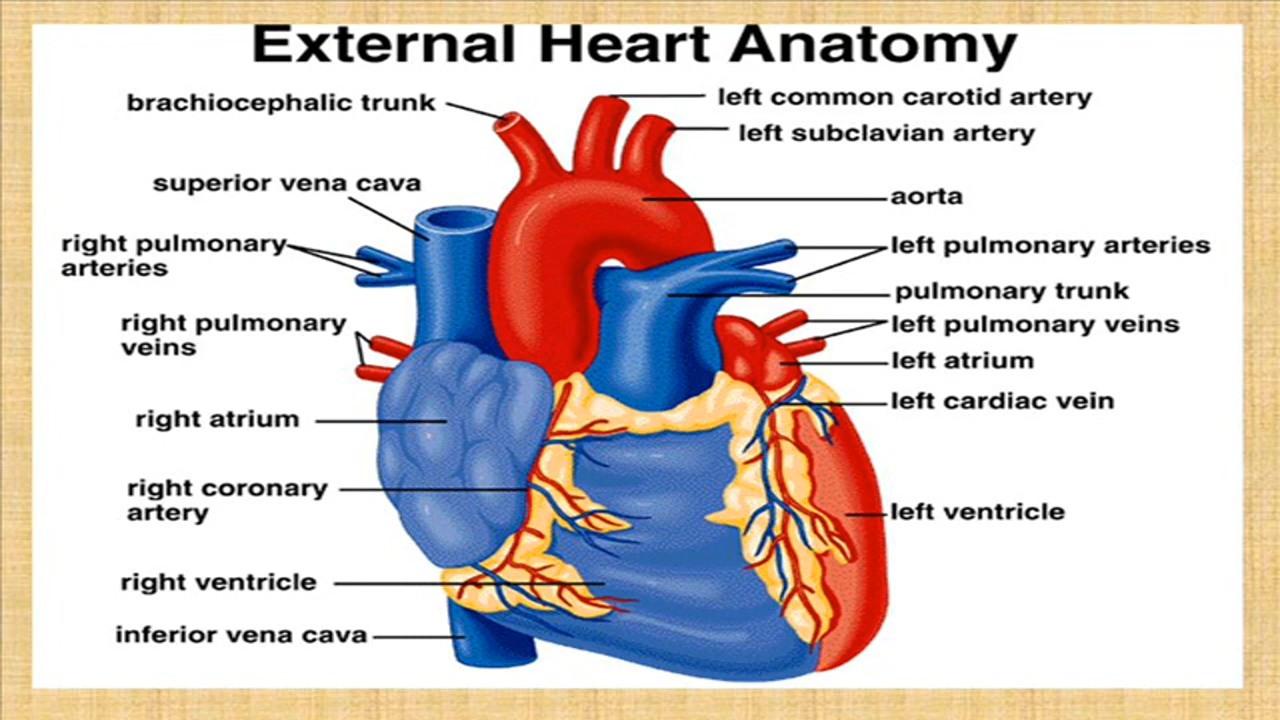 External Heart Anatomy
brachiocephalic trunk
superior vena cava
right pulmonary
arteries
right pulmonary
veins
right atrium
right coronary
artery
right ventricle
inferior vena cava
left common carotid artery
left subclavian artery
aorta
left pulmonary arteries
pulmonary trunk
left pulmonary veins
left atrium
left cardiac vein
left ventricle